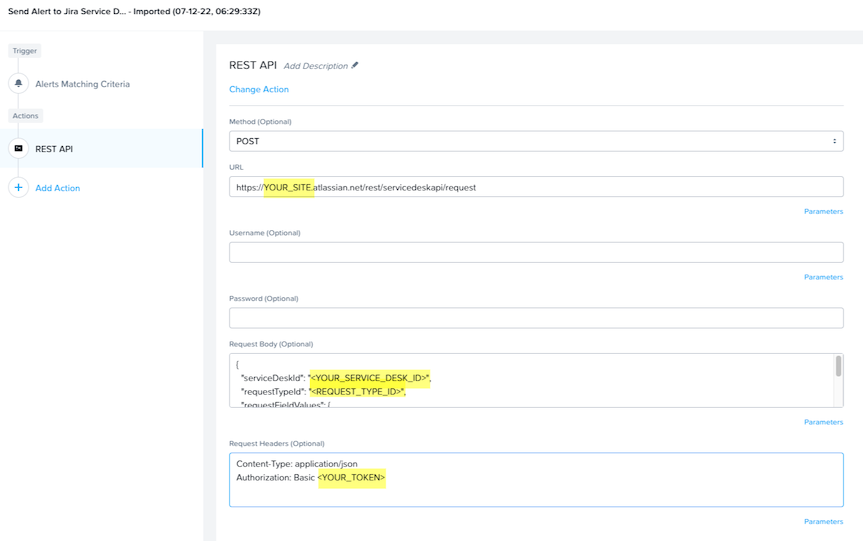 Send Alert to Jira Service D... - Imported (07-12-22, 06:29:33Z)
Trigger
Alerts Matching Criteria
Actions
REST API
Add Action
REST API Add Description
Change Action
Method (Optional)
POST
URL
https://YOUR_SITE.atlassian.net/rest/servicedeskapi/request
Parameters
Username (Optional)
Parameters
Password (Optional)
Request Body (Optional)
{
"serviceDeskId": "<YOUR_SERVICE_DESK_ID>",
"requestTypeId": "<REQUEST_TYPE_ID>",
"requestFieldValues": {
Parameters
Request Headers (Optional)
Content-Type: application/json
Authorization: Basic <YOUR_TOKEN>
Parameters